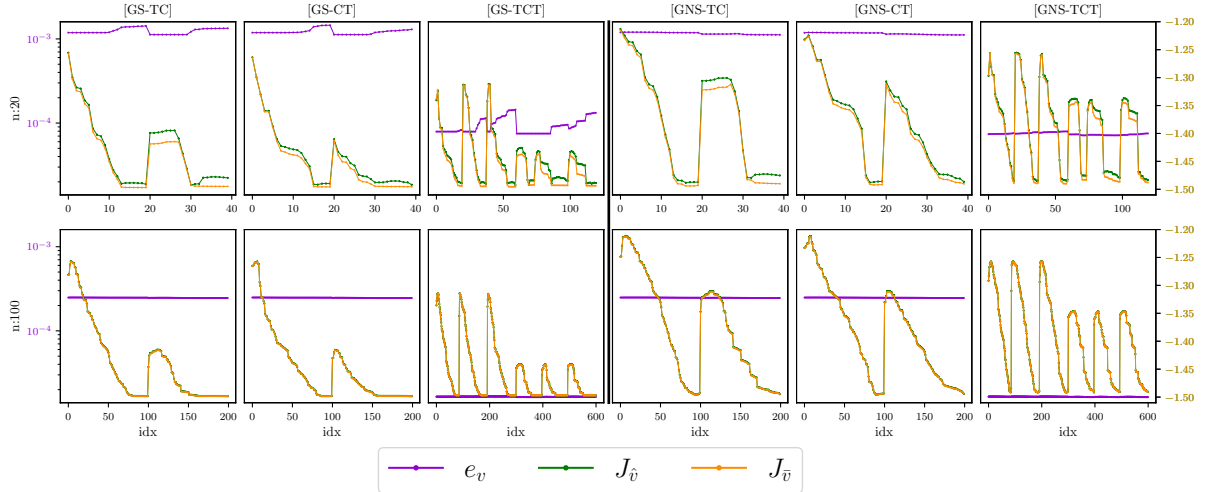 [GS-TC] [GS-CT] [GS-TCT] [GNS-TC] [GNS-CT] [GNS-TCT]
n:20
10⁻³
10⁻⁴
−1.20
−1.25
−1.30
−1.35
−1.40
−1.45
−1.50
0 10 20 30 40 0 10 20 30 40 0 50 100 0 10 20 30 40 0 10 20 30 40 0 50 100
n:100
10⁻³
10⁻⁴
−1.20
−1.25
−1.30
−1.35
−1.40
−1.45
−1.50
0 50 100 150 200 0 50 100 150 200 0 200 400 600 0 50 100 150 200 0 50 100 150 200 0 200 400 600
idx idx idx idx idx idx
e_v J_v̂ J_v̄